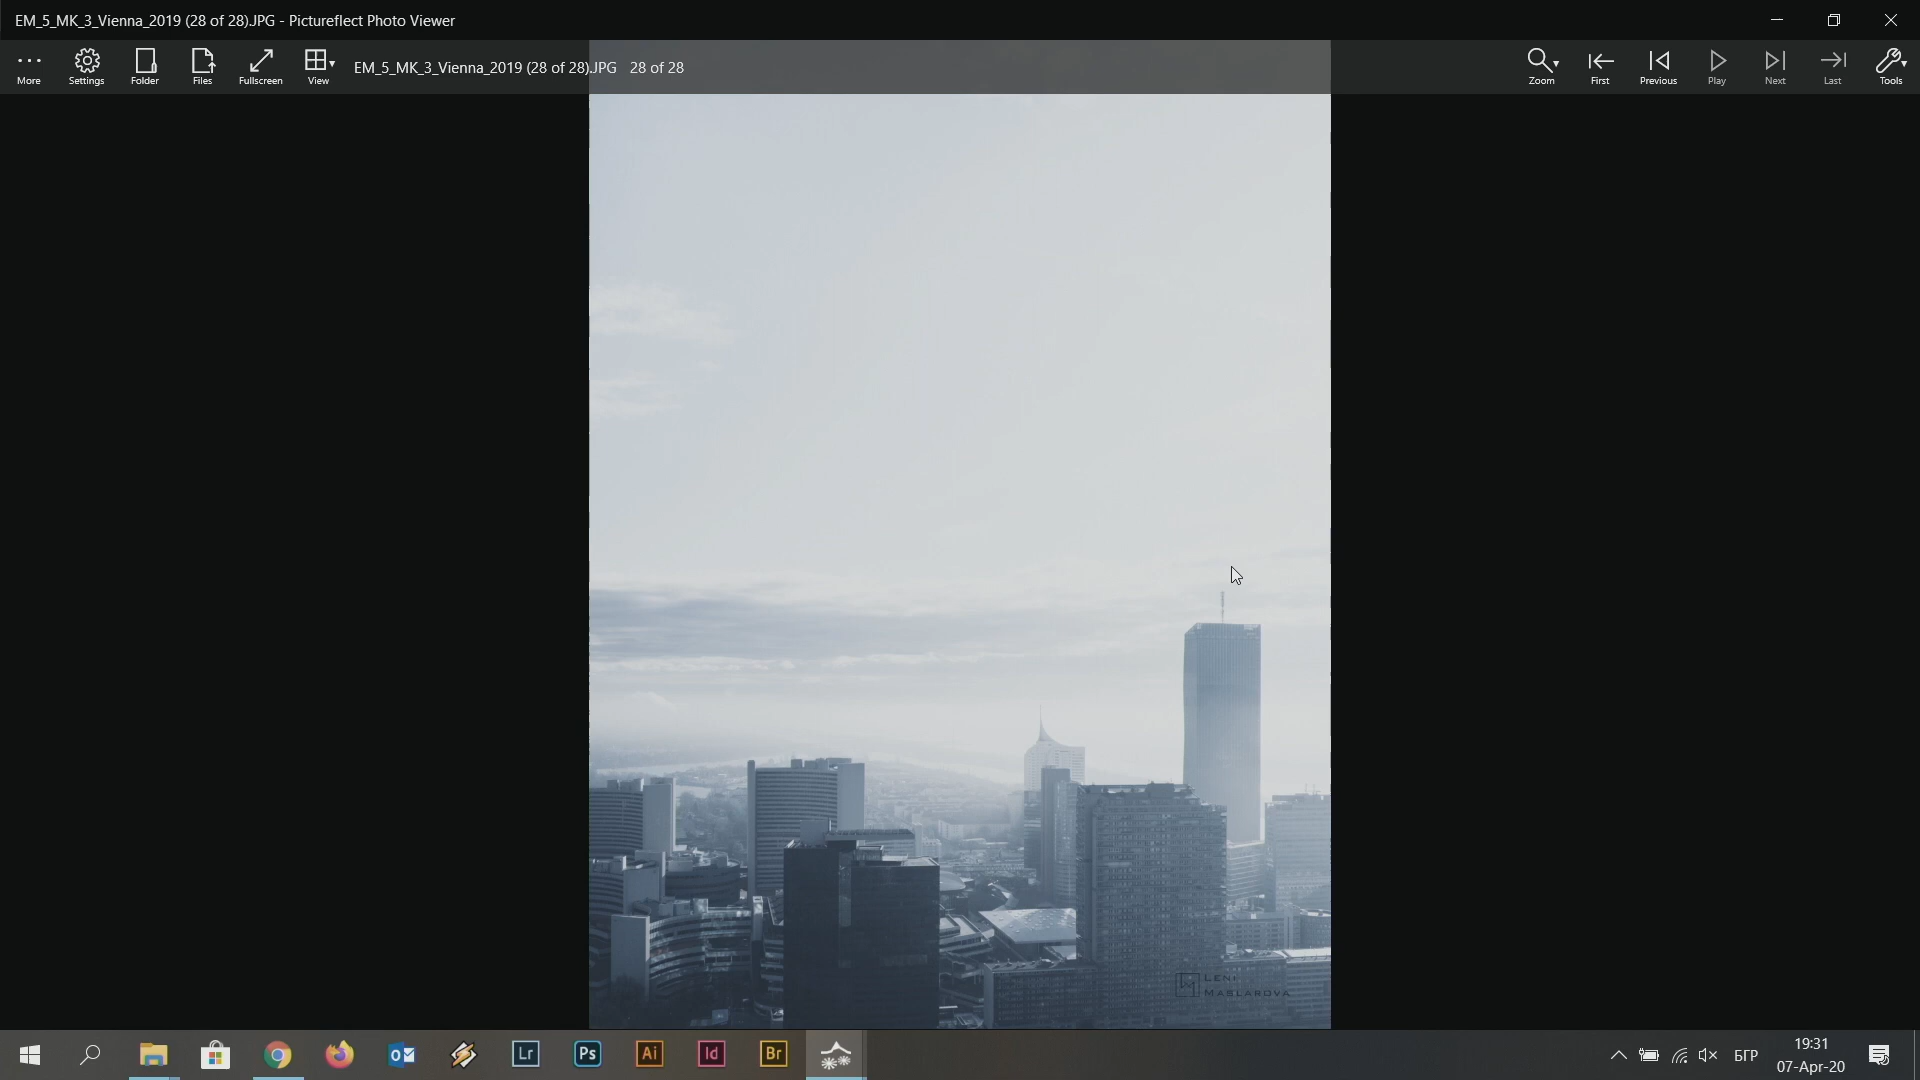 EM_5_MK_3_Vienna_2019 (28 of 28).JPG - Pictureflect Photo Viewer
More Settings Folder Files Fullscreen View EM_5_MK_3_Vienna_2019 (28 of 28).JPG 28 of 28 Zoom First Previous Play Next Last Tools
LENI
MASLAROVA
Lr Ps Ai Id Br БГР 19:31
07-Apr-20